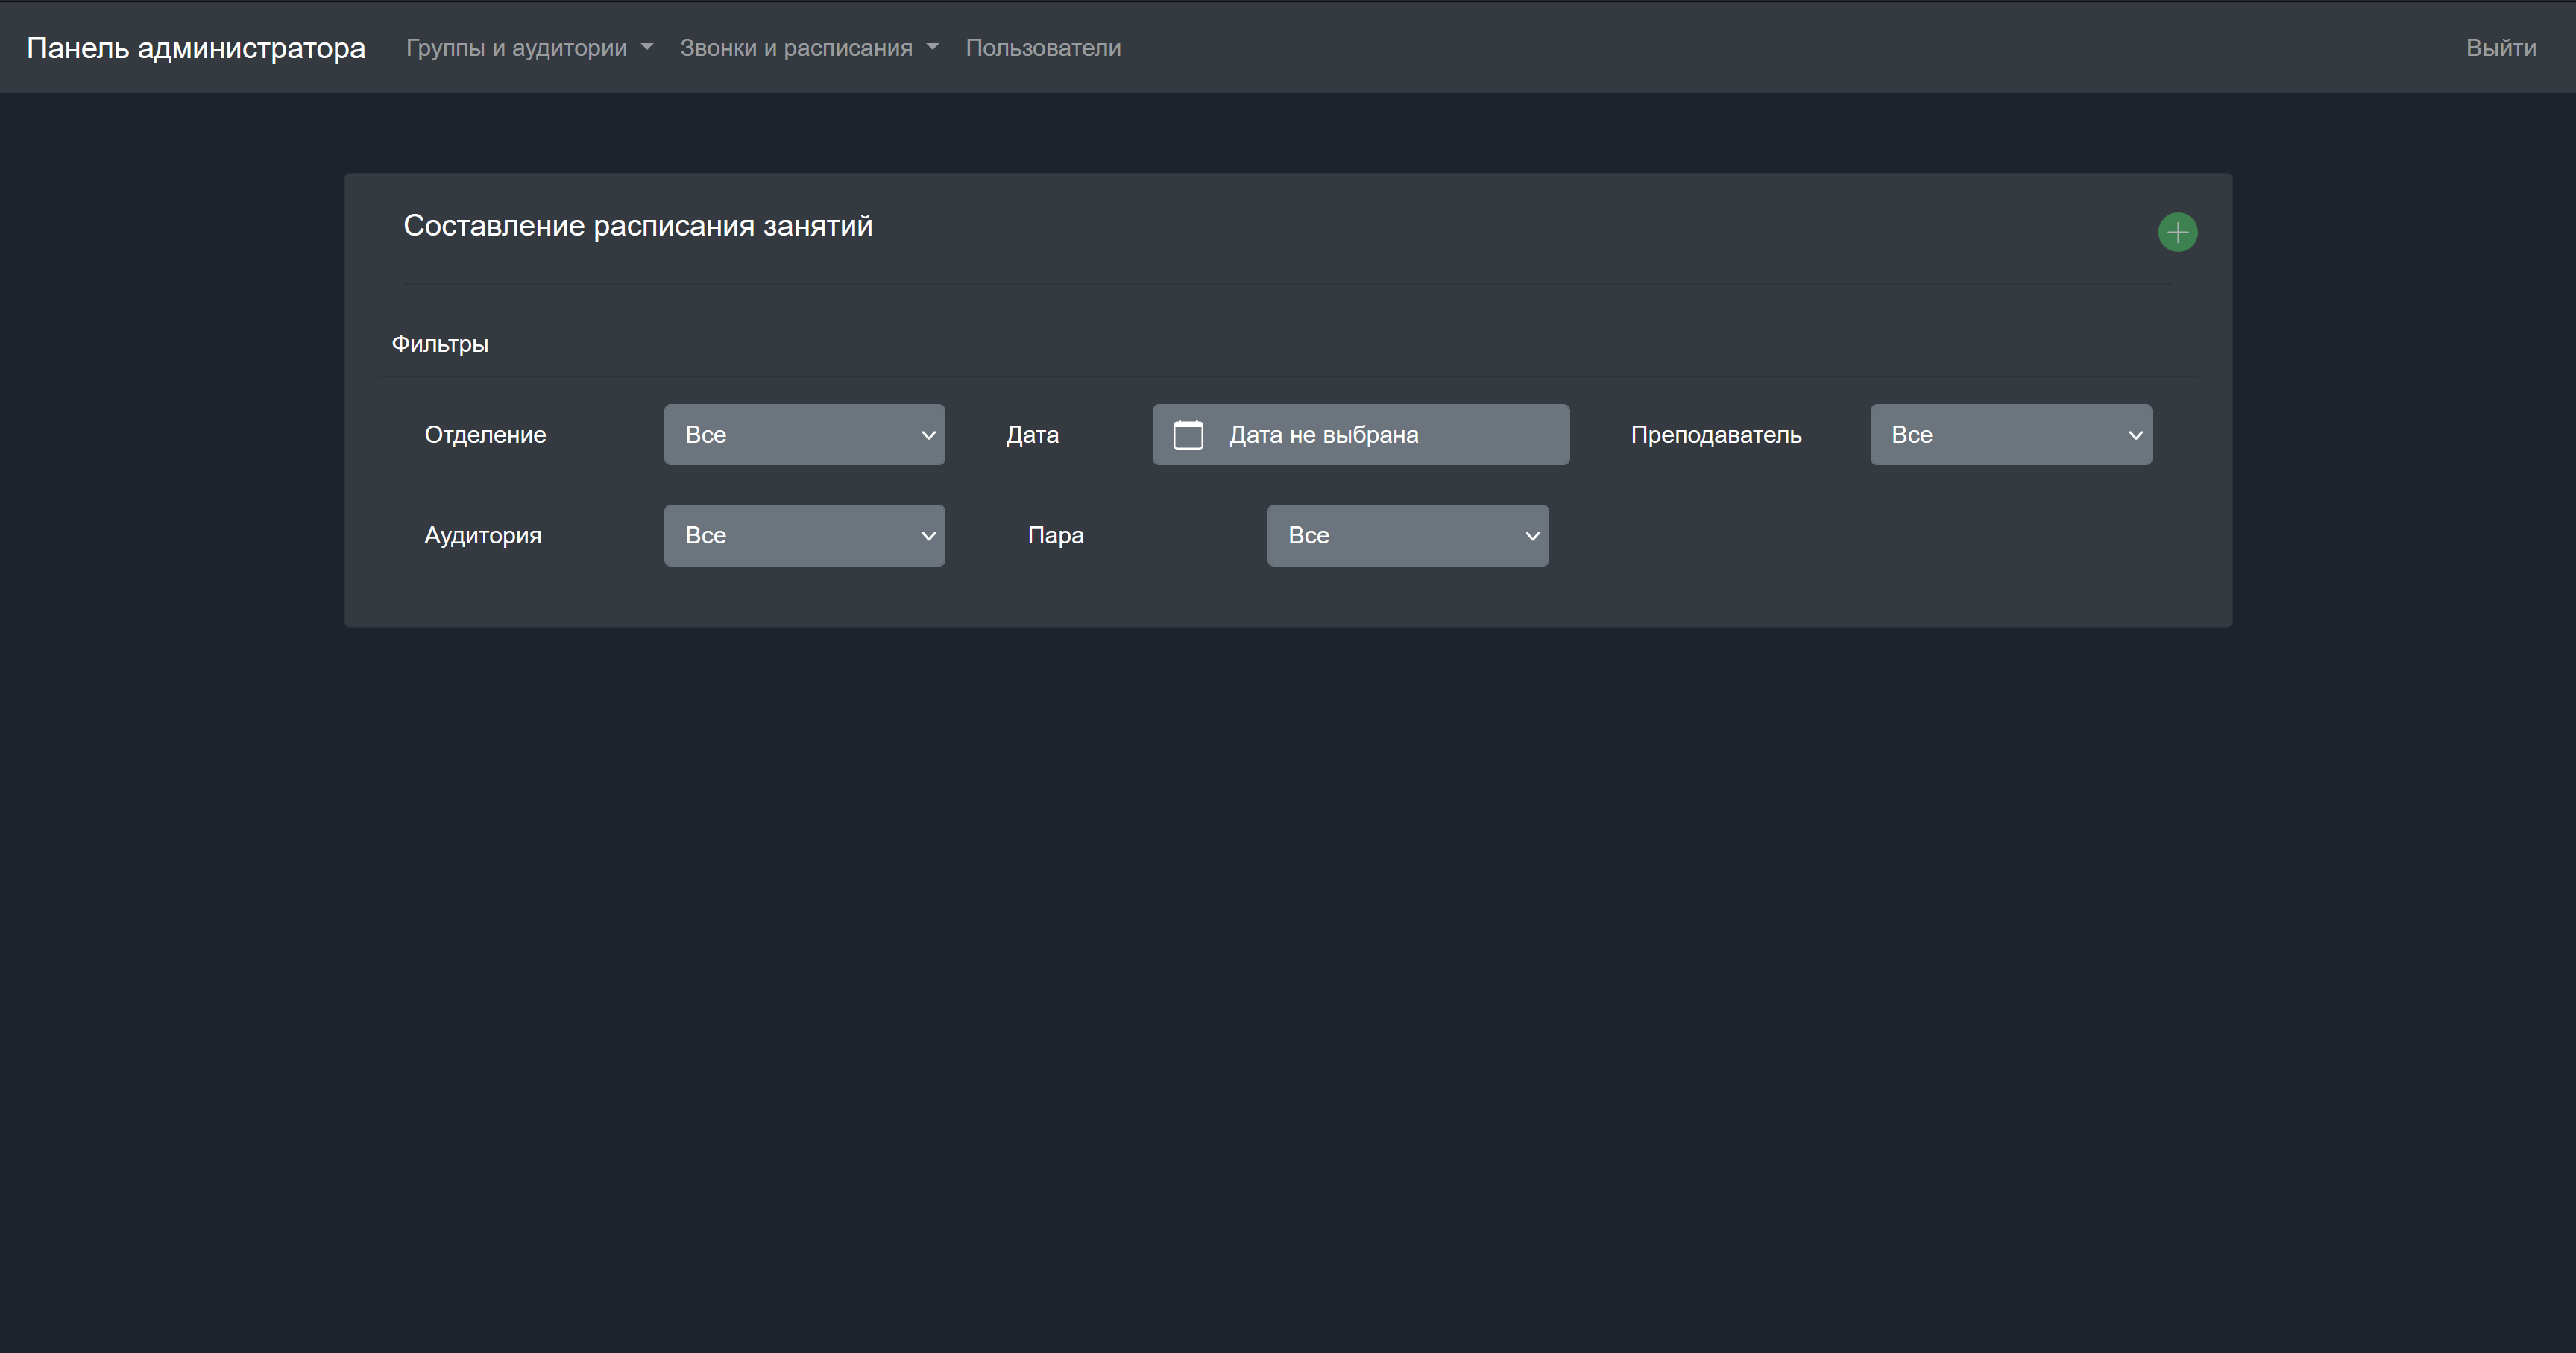 Панель администратора Группы и аудитории Звонки и расписания Пользователи Выйти
Составление расписания занятий
Фильтры
Отделение Все Дата Дата не выбрана Преподаватель Все
Аудитория Все Пара Все